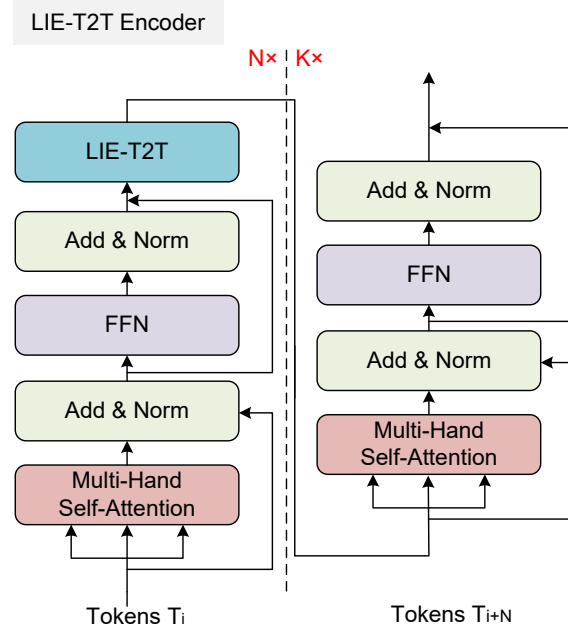 LIE-T2T Encoder
N×
K×
LIE-T2T
Add & Norm
FFN
Add & Norm
Multi-Hand
Self-Attention
Tokens Ti
Add & Norm
FFN
Add & Norm
Multi-Hand
Self-Attention
Tokens Ti+N